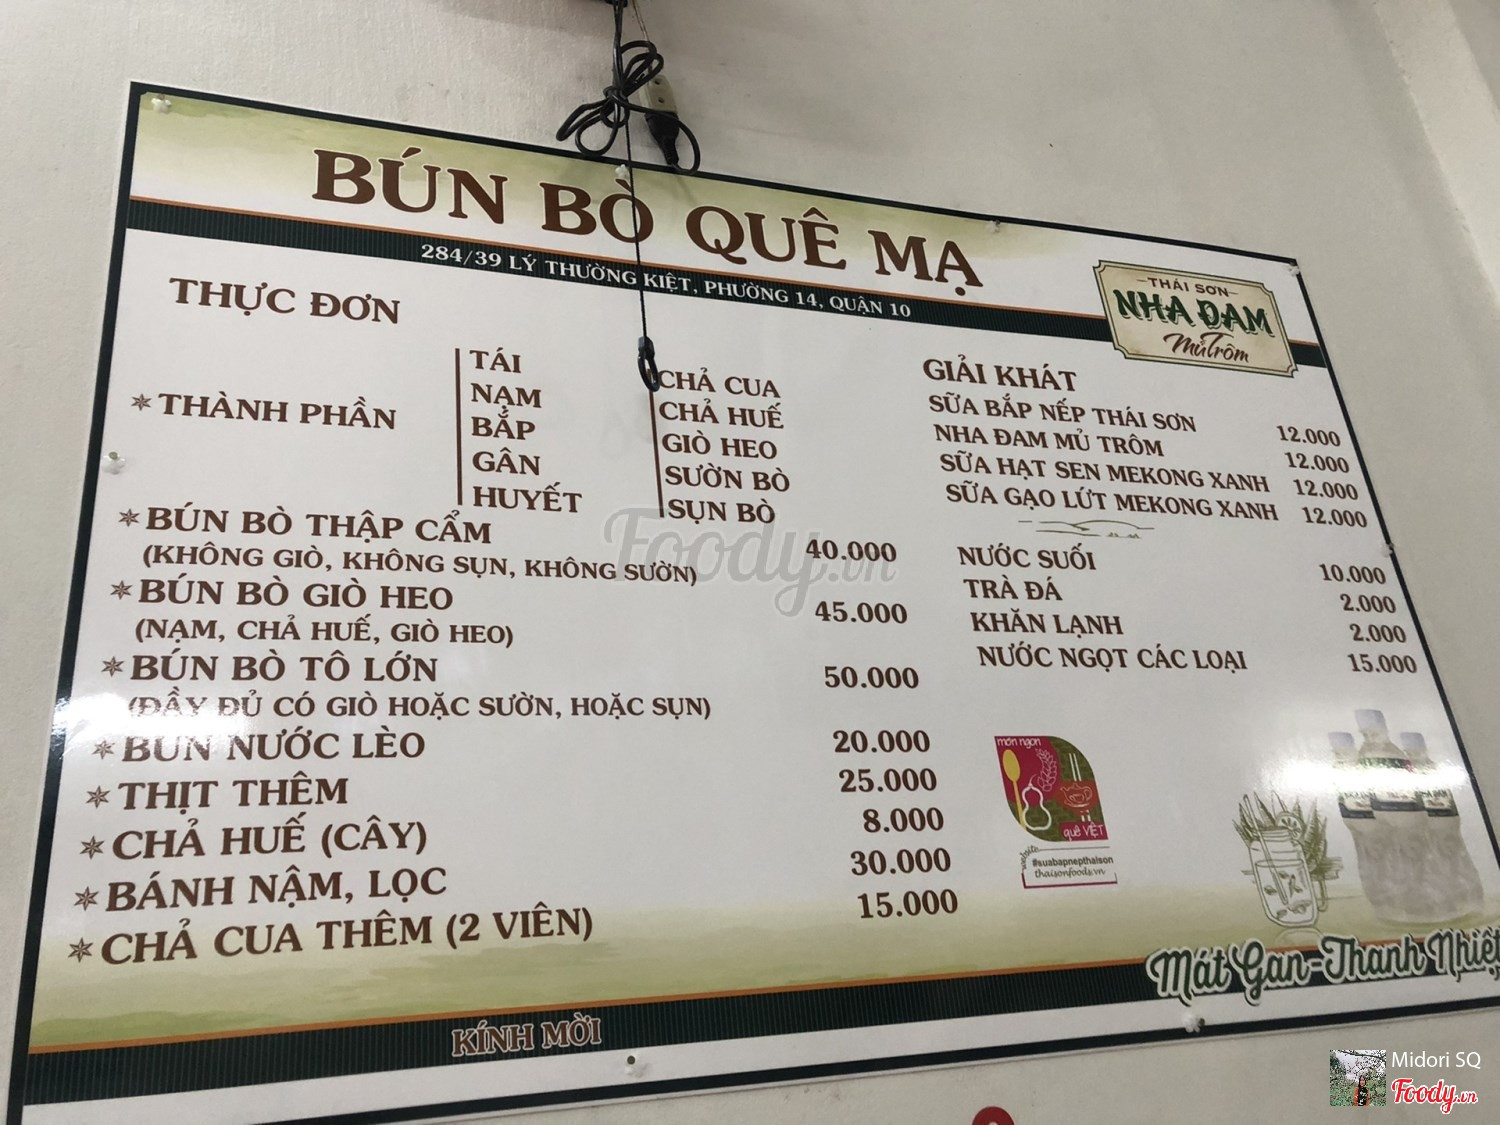 BÚN BÒ QUÊ MẠ
284/39 LÝ THƯỜNG KIỆT, PHƯỜNG 14, QUẬN 10
THÁI SƠN
NHA ĐAM
MủTrôm
THỰC ĐƠN
✳ THÀNH PHẦN
TÁI
NẠM
BẮP
GÂN
HUYẾT
CHẢ CUA
CHẢ HUẾ
GIÒ HEO
SƯỜN BÒ
SỤN BÒ
✳ BÚN BÒ THẬP CẨM 40.000
(KHÔNG GIÒ, KHÔNG SỤN, KHÔNG SƯỜN)
✳ BÚN BÒ GIÒ HEO 45.000
(NẠM, CHẢ HUẾ, GIÒ HEO)
✳ BÚN BÒ TÔ LỚN 50.000
(ĐẦY ĐỦ CÓ GIÒ HOẶC SƯỜN, HOẶC SỤN)
✳ BÚN NƯỚC LÈO 20.000
✳ THỊT THÊM 25.000
✳ CHẢ HUẾ (CÂY) 8.000
✳ BÁNH NẬM, LỌC 30.000
✳ CHẢ CUA THÊM (2 VIÊN) 15.000
GIẢI KHÁT
SỮA BẮP NẾP THÁI SƠN 12.000
NHA ĐAM MỦ TRÔM 12.000
SỮA HẠT SEN MEKONG XANH 12.000
SỮA GẠO LỨT MEKONG XANH 12.000
NƯỚC SUỐI 10.000
TRÀ ĐÁ 2.000
KHĂN LẠNH 2.000
NƯỚC NGỌT CÁC LOẠI 15.000
món ngon
quê VIỆT
website
#suabapnepthaison
thaisonfoods.vn
Mát Gan-Thanh Nhiệt
KÍNH MỜI
Foody.vn
Midori SQ
Foody.vn